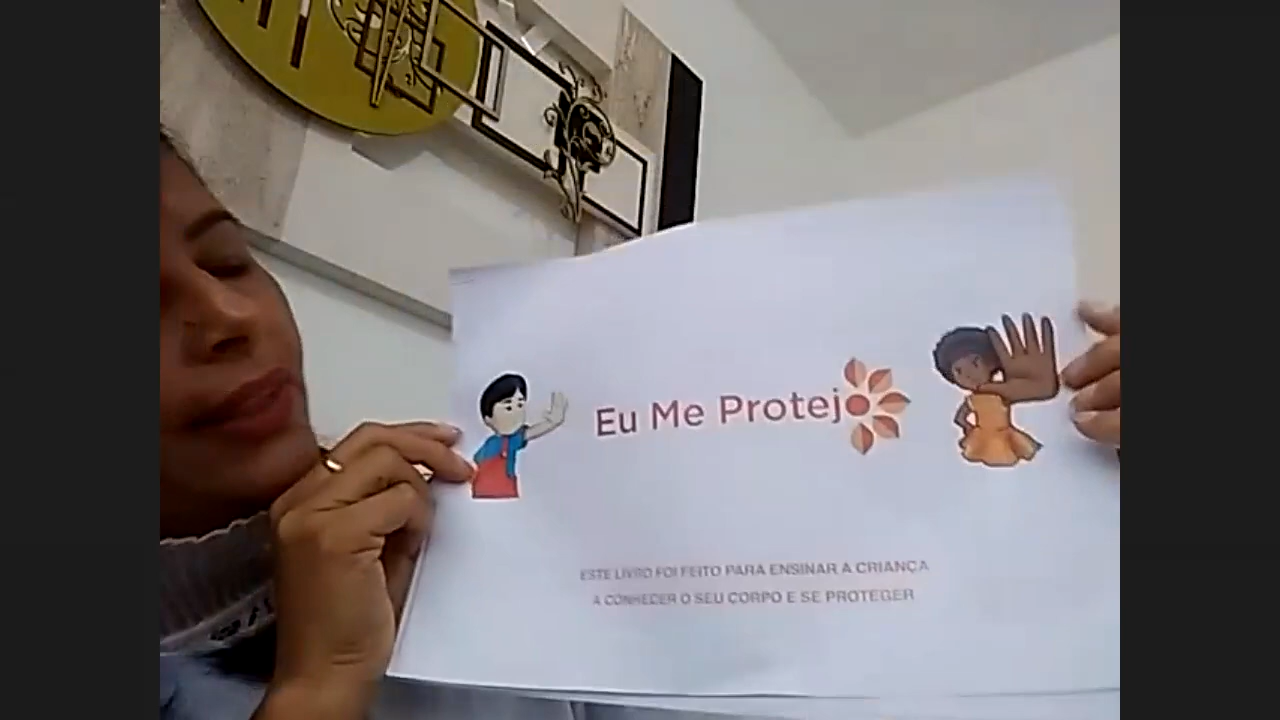 Eu Me Protejo
ESTE LIVRO FOI FEITO PARA ENSINAR A CRIANÇA
A CONHECER O SEU CORPO E SE PROTEGER